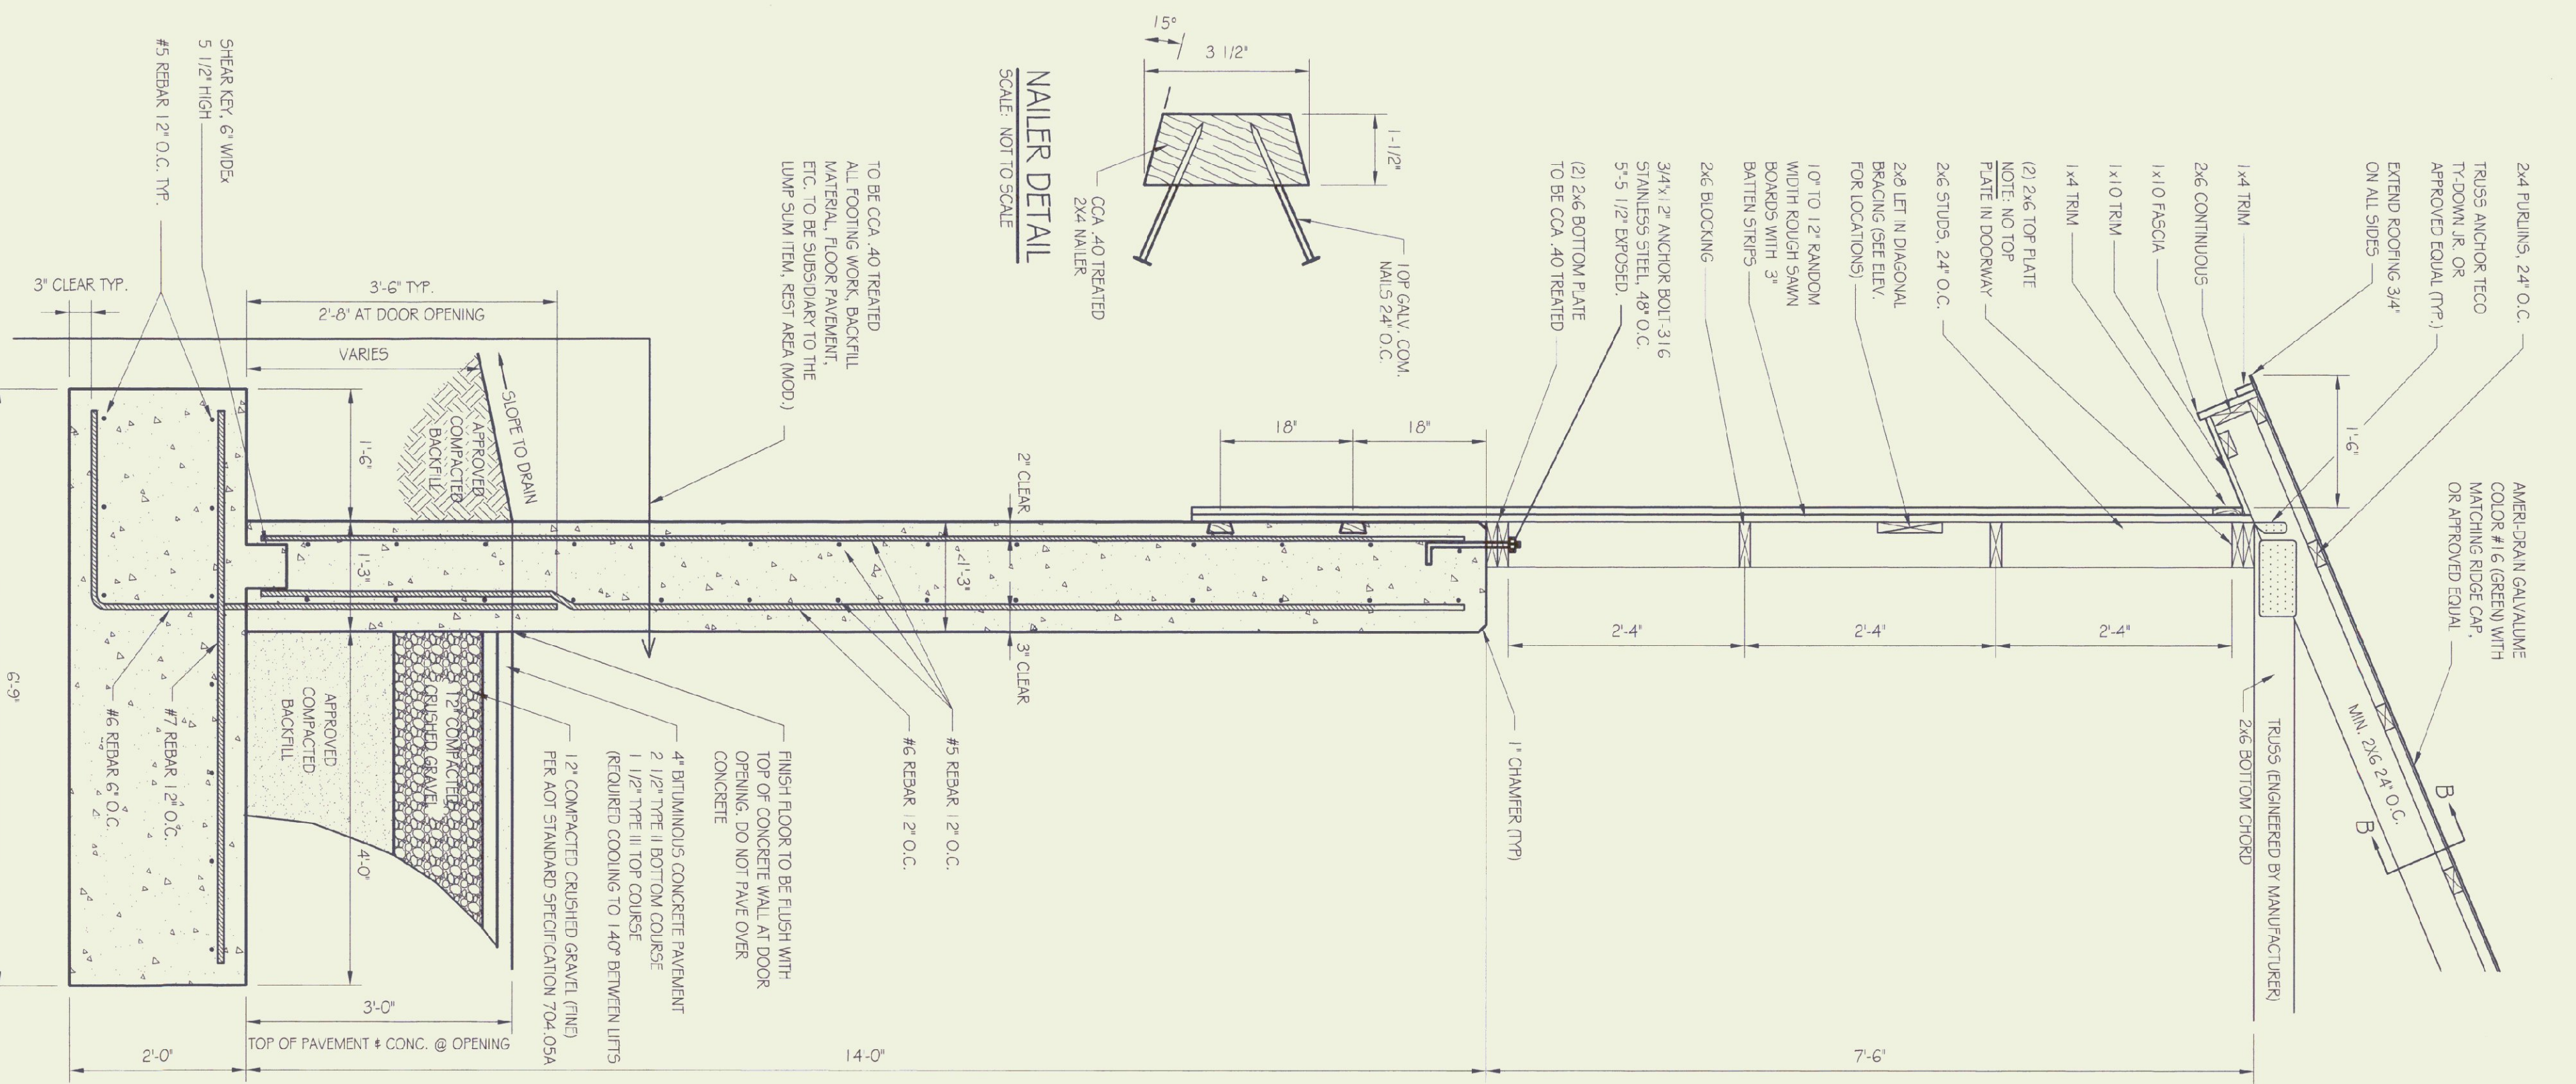 2x4 PURLINS, 24" O.C.
TRUSS ANCHOR TECO
TY-DOWN JR. OR
APPROVED EQUAL (TYP.)
EXTEND ROOFING 3/4"
ON ALL SIDES
1x4 TRIM
2x6 CONTINUOUS
1x10 FASCIA
1x10 TRIM
1x4 TRIM
(2) 2x6 TOP PLATE
NOTE: NO TOP
PLATE IN DOORWAY
2x6 STUDS, 24" O.C.
2x8 LET IN DIAGONAL
BRACING (SEE ELEV.
FOR LOCATIONS)
10" TO 12" RANDOM
WIDTH ROUGH SAWN
BOARDS WITH 3"
BATTEN STRIPS
2x6 BLOCKING
3/4"x12" ANCHOR BOLT-316
STAINLESS STEEL, 48" O.C.
5"-5 1/2" EXPOSED.
(2) 2x6 BOTTOM PLATE
TO BE CCA .40 TREATED
AMERI-DRAIN GALVALUME
COLOR #16 (GREEN) WITH
MATCHING RIDGE CAP,
OR APPROVED EQUAL
1'-6"
MIN. 2X6 24" O.C.
B
B
TRUSS (ENGINEERED BY MANUFACTURER)
2x6 BOTTOM CHORD
2'-4"
2'-4"
2'-4"
7'-6"
1" CHAMFER (TYP)
15°
3 1/2"
1-1/2"
10P GALV. COM.
NAILS 24" O.C.
CCA .40 TREATED
2X4 NAILER
NAILER DETAIL
SCALE: NOT TO SCALE
18"
18"
2" CLEAR
1'-3"
3" CLEAR
#5 REBAR 12" O.C.
#6 REBAR 12" O.C.
TO BE CCA .40 TREATED
ALL FOOTING WORK, BACKFILL
MATERIAL, FLOOR PAVEMENT,
ETC. TO BE SUBSIDIARY TO THE
LUMP SUM ITEM, REST AREA (MOD.)
FINISH FLOOR TO BE FLUSH WITH
TOP OF CONCRETE WALL AT DOOR
OPENING. DO NOT PAVE OVER
CONCRETE
4" BITUMINOUS CONCRETE PAVEMENT
2 1/2" TYPE II BOTTOM COURSE
1 1/2" TYPE III TOP COURSE
(REQUIRED COOLING TO 140° BETWEEN LIFTS
12" COMPACTED CRUSHED GRAVEL (FINE)
PER AOT STANDARD SPECIFICATION 704.05A
14'-0"
SLOPE TO DRAIN
APPROVED
COMPACTED
BACKFILL
3'-6" TYP.
2'-8" AT DOOR OPENING
VARIES
1'-6"
1'-3"
4'-0"
12" COMPACTED
CRUSHED GRAVEL
APPROVED
COMPACTED
BACKFILL
3'-0"
TOP OF PAVEMENT & CONC. @ OPENING
SHEAR KEY, 6" WIDEx
5 1/2" HIGH
#5 REBAR 12" O.C. TYP.
3" CLEAR TYP.
#7 REBAR 12" O.C.
#6 REBAR 6" O.C.
2'-0"
6'-9"